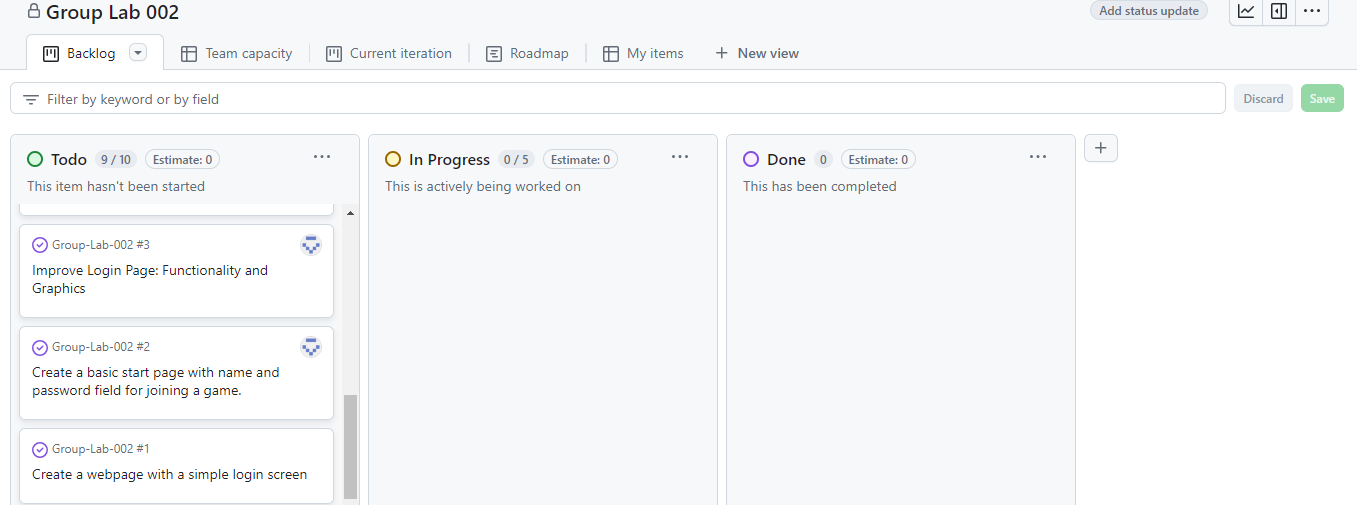 Group Lab 002
Add status update
Backlog
Team capacity
Current iteration
Roadmap
My items
New view
Filter by keyword or by field
Discard
Save
Todo 9 / 10 Estimate: 0
This item hasn't been started
Group-Lab-002 #3
Improve Login Page: Functionality and
Graphics
Group-Lab-002 #2
Create a basic start page with name and
password field for joining a game.
Group-Lab-002 #1
Create a webpage with a simple login screen
In Progress 0 / 5 Estimate: 0
This is actively being worked on
Done 0 Estimate: 0
This has been completed